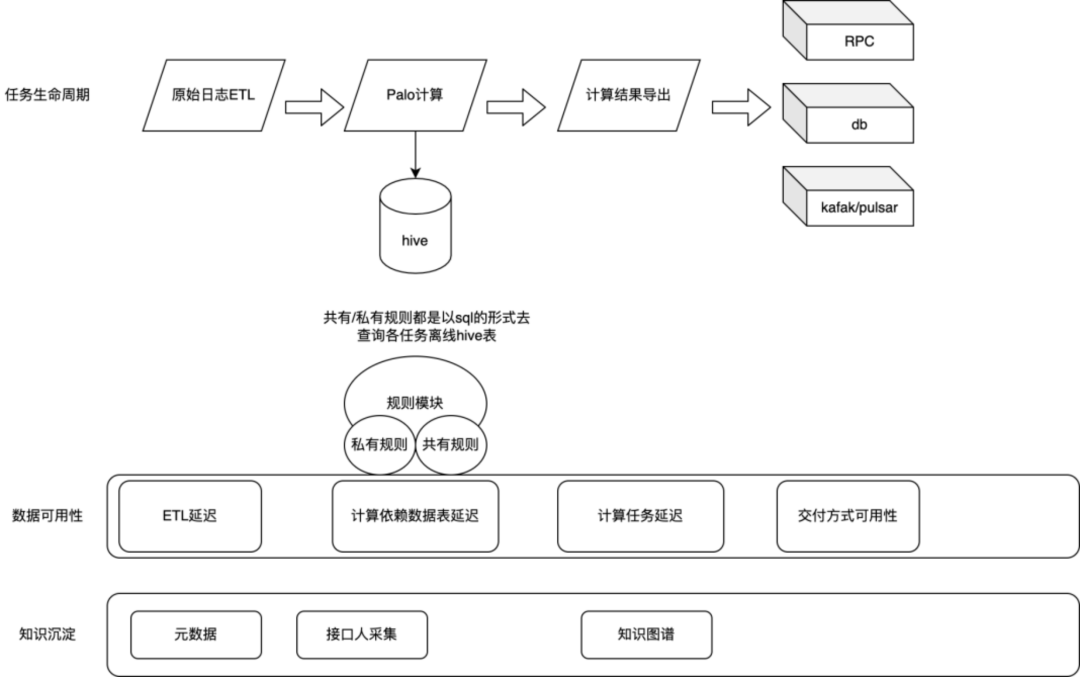 任务生命周期
原始日志ETL
Palo计算
计算结果导出
RPC
db
kafak/pulsar
hive
共有/私有规则都是以sql的形式去
查询各任务离线hive表
规则模块
私有规则
共有规则
数据可用性
ETL延迟
计算依赖数据表延迟
计算任务延迟
交付方式可用性
知识沉淀
元数据
接口人采集
知识图谱